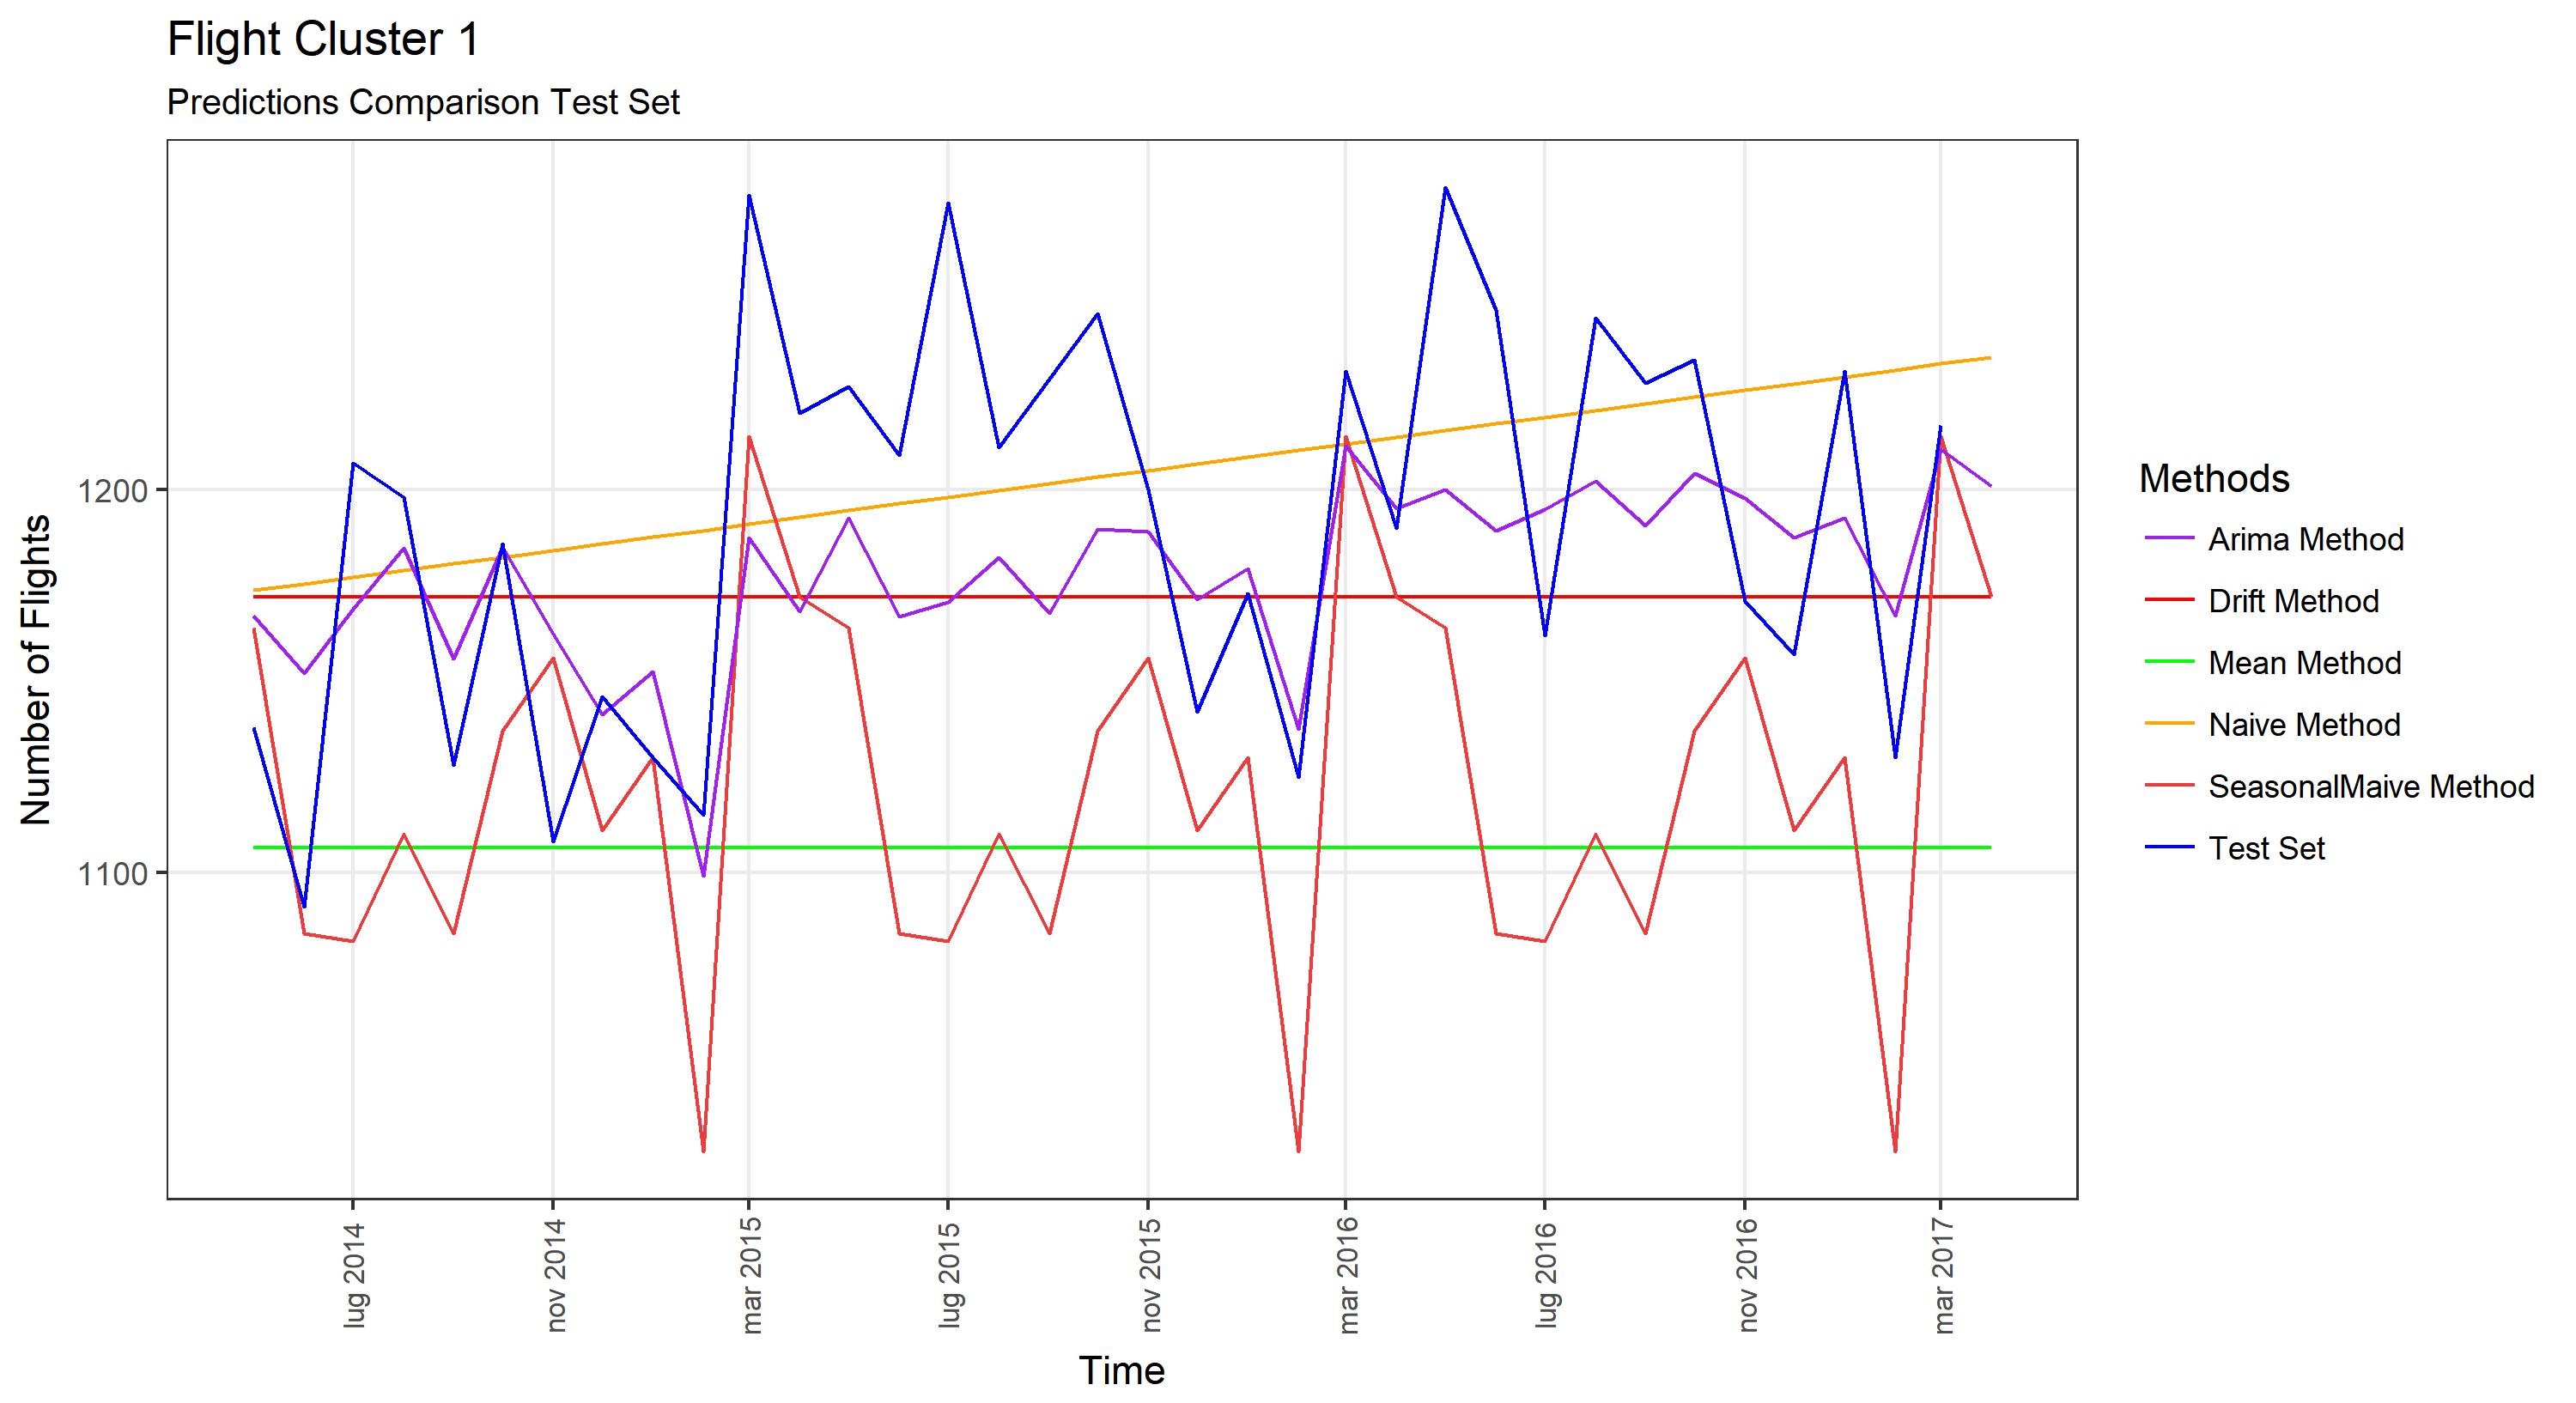 Flight Cluster 1
Predictions Comparison Test Set
Number of Flights
1200
1100
lug 2014
nov 2014
mar 2015
lug 2015
nov 2015
mar 2016
lug 2016
nov 2016
mar 2017
Time
Methods
Arima Method
Drift Method
Mean Method
Naive Method
SeasonalMaive Method
Test Set